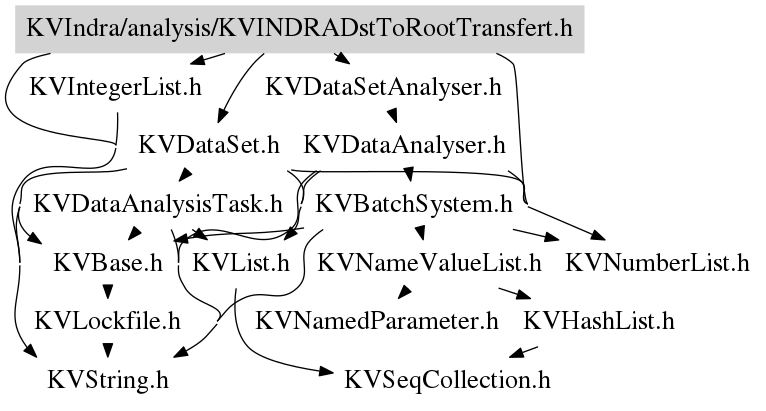 KVIndra/analysis/KVINDRADstToRootTransfert.h
KVIntegerList.h
KVDataSetAnalyser.h
KVDataSet.h
KVDataAnalyser.h
KVDataAnalysisTask.h
KVBatchSystem.h
KVBase.h
KVList.h
KVNameValueList.h
KVNumberList.h
KVLockfile.h
KVNamedParameter.h
KVHashList.h
KVString.h
KVSeqCollection.h